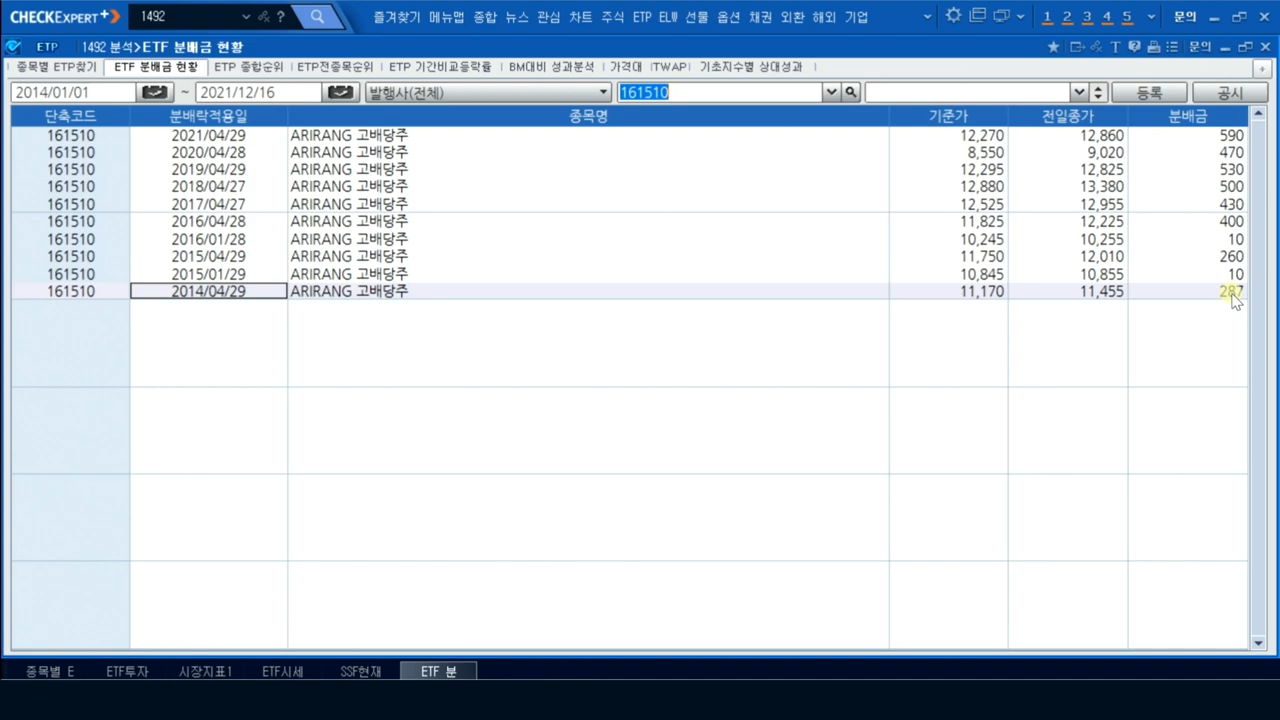 CHECKEXPERT+ 1492 ? 즐겨찾기 메뉴맵 종합 뉴스 관심 차트 주식 ETP ELW 선물 옵션 채권 외환 해외 기업 1 2 3 4 5 문의
ETP 1492 분석>ETF 분배금 현황 문의
종목별 ETP찾기 ETF 분배금 현황 ETP 종합순위 ETP전종목순위 ETP 기간비교등락률 BM대비 성과분석 가격대 (TWAP) 기초지수별 상대성과
2014/01/01 ~ 2021/12/16 발행사(전체) 161510 등록 공시
단축코드 분배락적용일 종목명 기준가 전일종가 분배금
161510 2021/04/29 ARIRANG 고배당주 12,270 12,860 590
161510 2020/04/28 ARIRANG 고배당주 8,550 9,020 470
161510 2019/04/29 ARIRANG 고배당주 12,295 12,825 530
161510 2018/04/27 ARIRANG 고배당주 12,880 13,380 500
161510 2017/04/27 ARIRANG 고배당주 12,525 12,955 430
161510 2016/04/28 ARIRANG 고배당주 11,825 12,225 400
161510 2016/01/28 ARIRANG 고배당주 10,245 10,255 10
161510 2015/04/29 ARIRANG 고배당주 11,750 12,010 260
161510 2015/01/29 ARIRANG 고배당주 10,845 10,855 10
161510 2014/04/29 ARIRANG 고배당주 11,170 11,455 287
종목별 E ETF투자 시장지표1 ETF시세 SSF현재 ETF 분